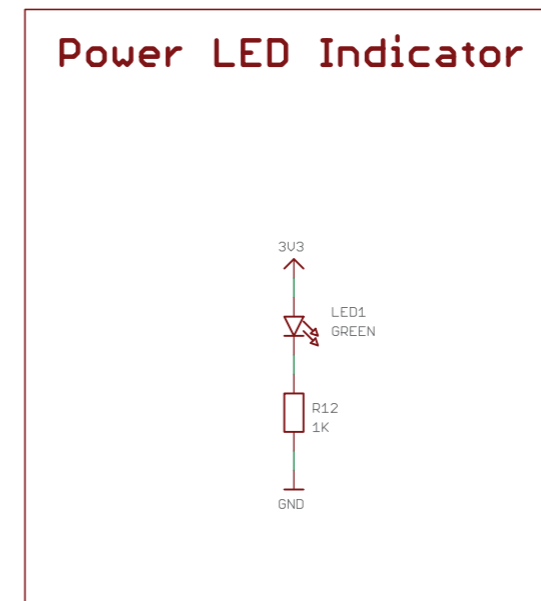 Power LED Indicator
3V3
LED1
GREEN
R12
1K
GND